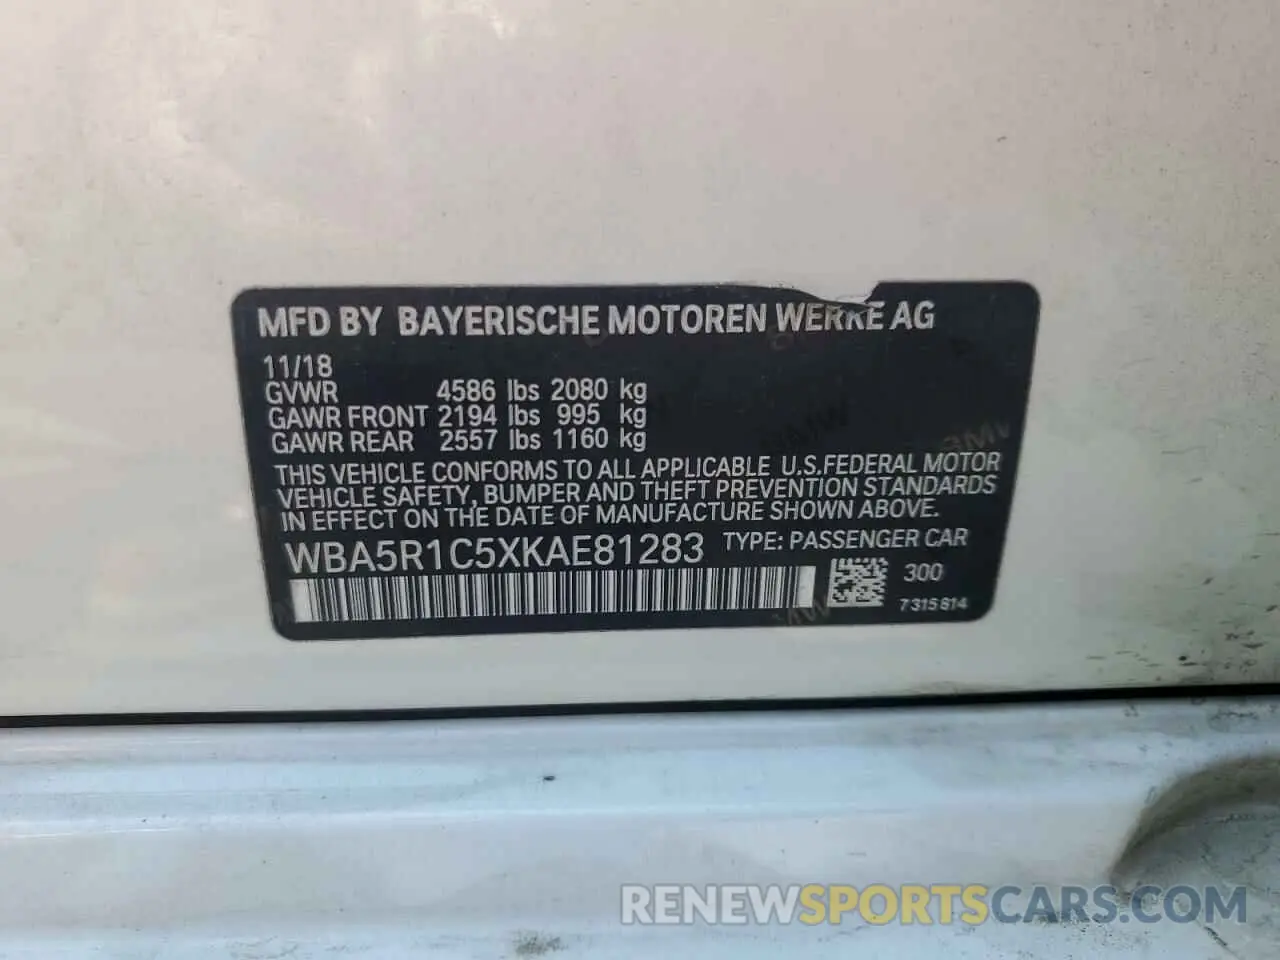 MFD BY BAYERISCHE MOTOREN WERKE AG
11/18
GVWR 4586 lbs 2080 kg
GAWR FRONT 2194 lbs 995 kg
GAWR REAR 2557 lbs 1160 kg
THIS VEHICLE CONFORMS TO ALL APPLICABLE U.S.FEDERAL MOTOR
VEHICLE SAFETY, BUMPER AND THEFT PREVENTION STANDARDS
IN EFFECT ON THE DATE OF MANUFACTURE SHOWN ABOVE.
WBA5R1C5XKAE81283 TYPE: PASSENGER CAR
300
7315814
RENEWSPORTSCARS.COM